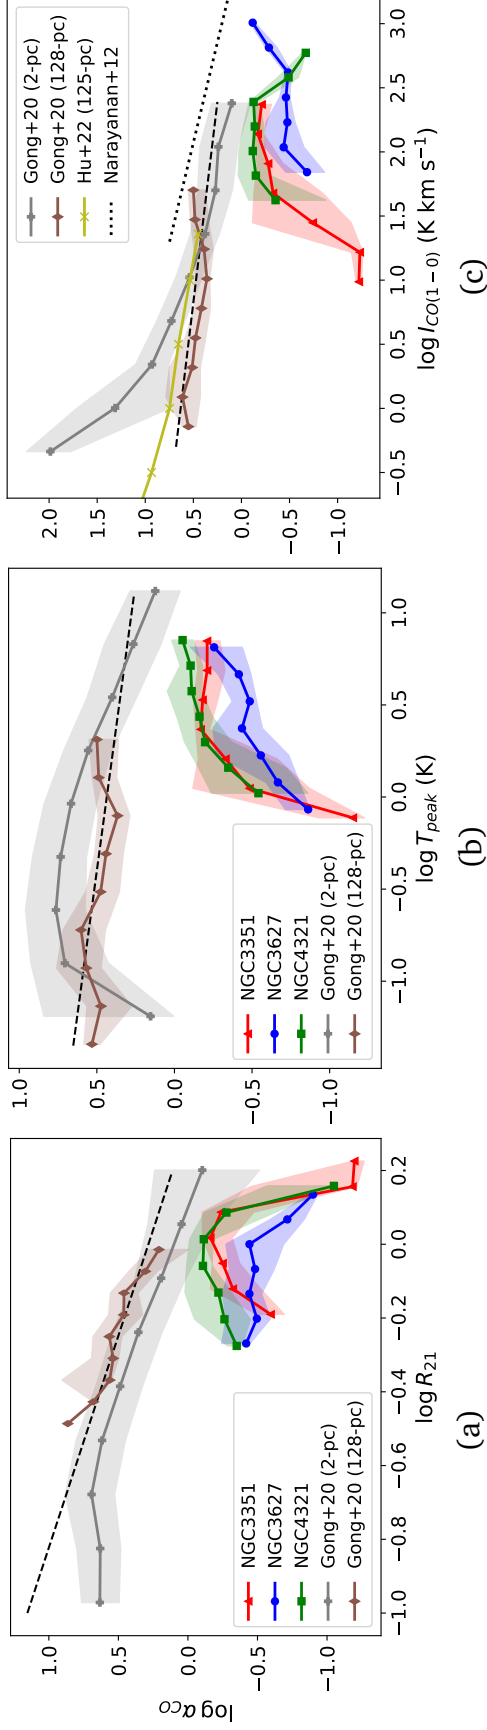 log α_CO
1.0
0.5
0.0
−0.5
−1.0
NGC3351
NGC3627
NGC4321
Gong+20 (2-pc)
Gong+20 (128-pc)
−1.0 −0.8 −0.6 −0.4 −0.2 0.0 0.2
log R_21
(a)
1.0
0.5
0.0
−0.5
−1.0
NGC3351
NGC3627
NGC4321
Gong+20 (2-pc)
Gong+20 (128-pc)
−1.0 −0.5 0.0 0.5 1.0
log T_peak (K)
(b)
2.0
1.5
1.0
0.5
0.0
−0.5
−1.0
Gong+20 (2-pc)
Gong+20 (128-pc)
Hu+22 (125-pc)
Narayanan+12
−0.5 0.0 0.5 1.0 1.5 2.0 2.5 3.0
log I_CO(1−0) (K km s⁻¹)
(c)